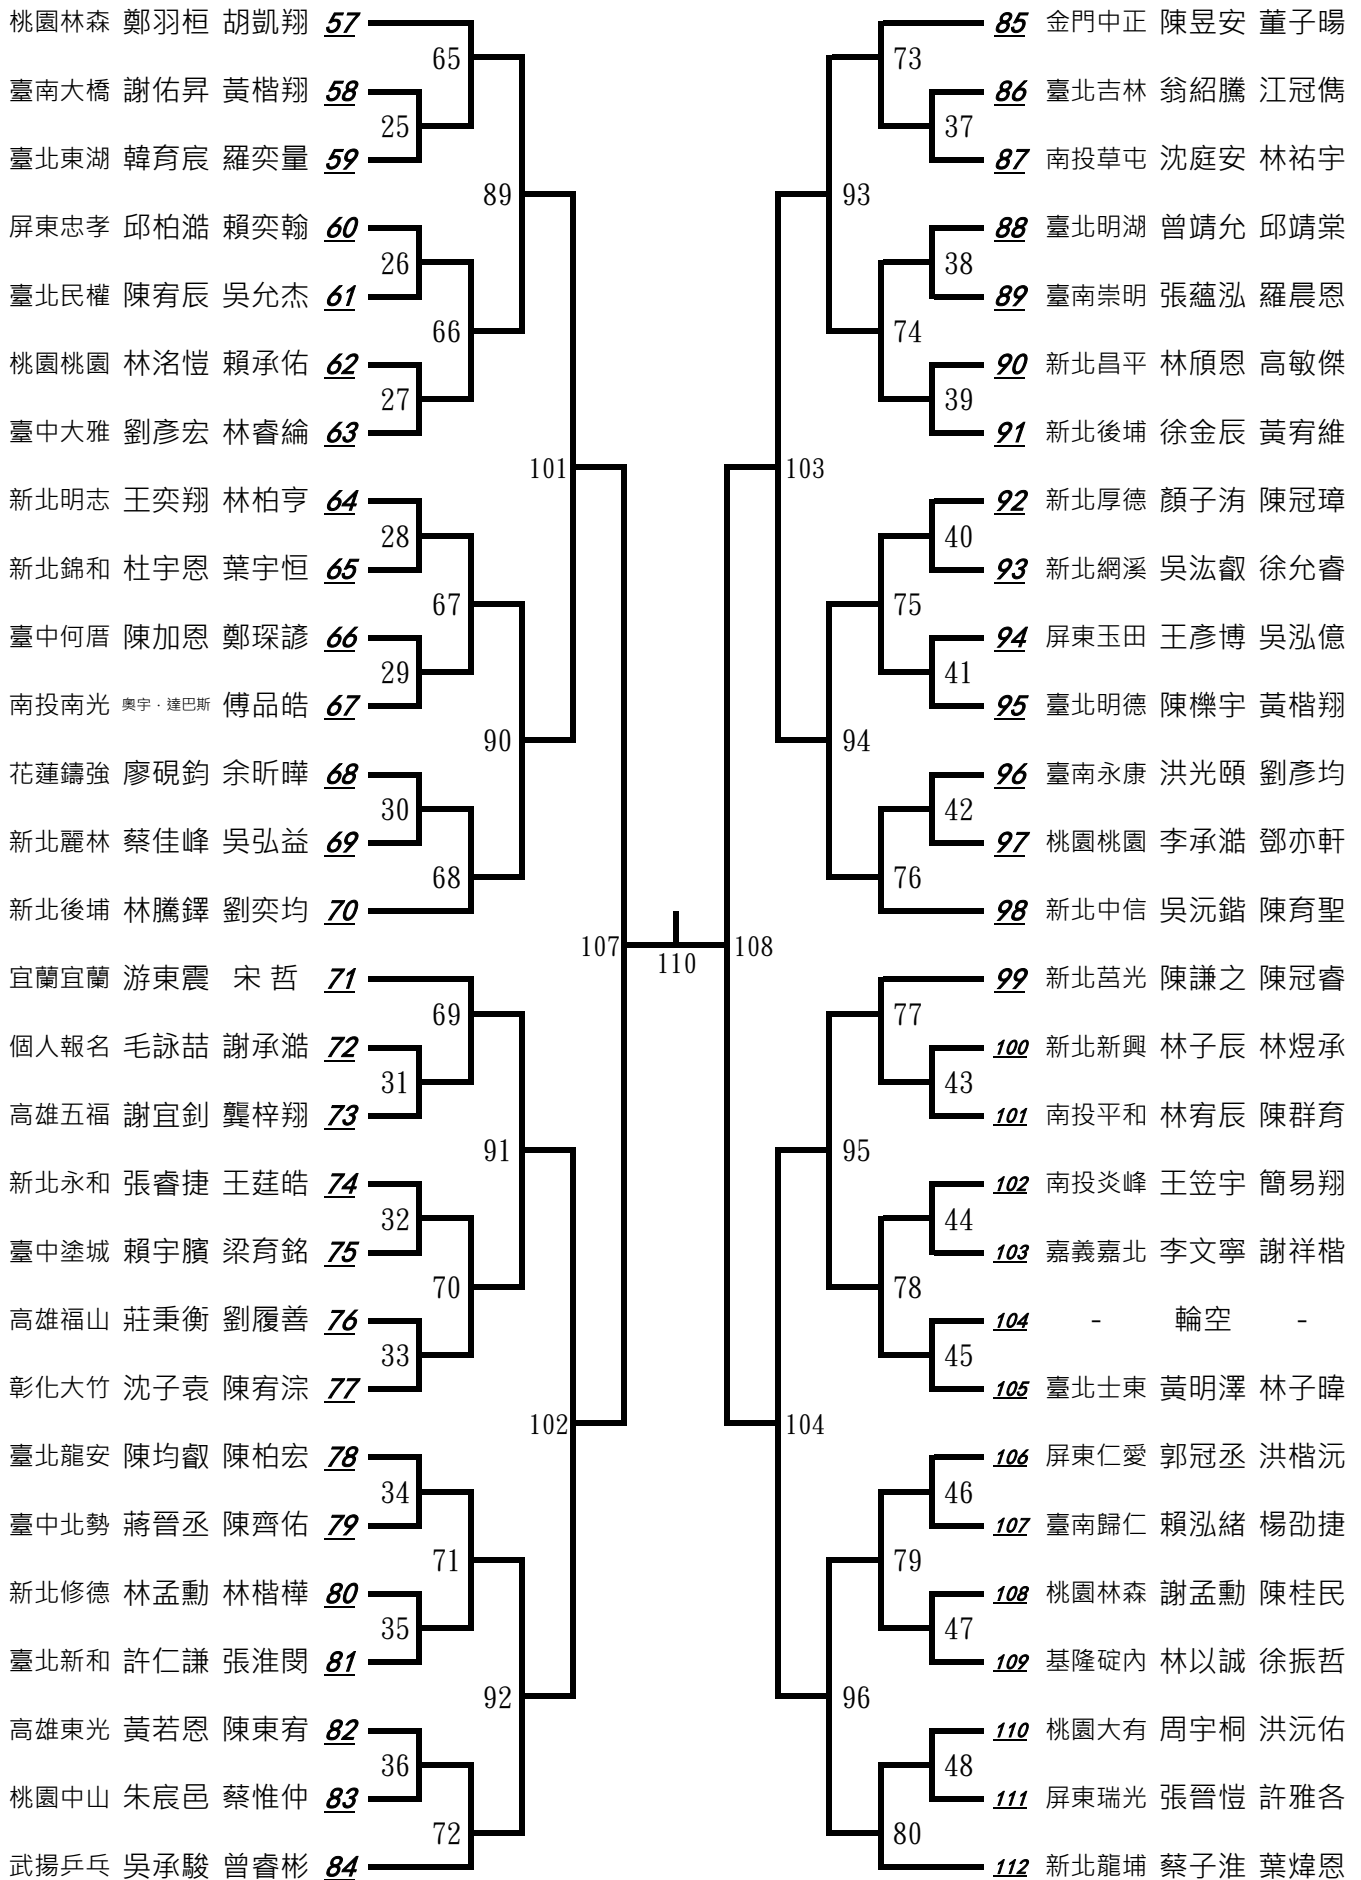 桃園林森 鄭羽桓 胡凱翔 57
65
臺南大橋 謝佑昇 黃楷翔 58
25
臺北東湖 韓育宸 羅奕量 59
89
屏東忠孝 邱柏澔 賴奕翰 60
26
臺北民權 陳宥辰 吳允杰 61
66
桃園桃園 林洺愷 賴承佑 62
27
臺中大雅 劉彥宏 林睿綸 63
101
新北明志 王奕翔 林柏亨 64
28
新北錦和 杜宇恩 葉宇恒 65
67
臺中何厝 陳加恩 鄭琛諺 66
29
南投南光 奧宇·達巴斯 傅品皓 67
90
花蓮鑄強 廖硯鈞 余昕曄 68
30
新北麗林 蔡佳峰 吳弘益 69
68
新北後埔 林騰鐸 劉奕均 70
107
宜蘭宜蘭 游東震 宋 哲 71
69
個人報名 毛詠喆 謝承澔 72
31
高雄五福 謝宜釗 龔梓翔 73
91
新北永和 張睿捷 王莛皓 74
32
臺中塗城 賴宇臏 梁育銘 75
70
高雄福山 莊秉衡 劉履善 76
33
彰化大竹 沈子袁 陳宥淙 77
102
臺北龍安 陳均叡 陳柏宏 78
34
臺中北勢 蔣晉丞 陳齊佑 79
71
新北修德 林孟勳 林楷樺 80
35
臺北新和 許仁謙 張淮閔 81
92
高雄東光 黃若恩 陳東宥 82
36
桃園中山 朱宸邑 蔡惟仲 83
72
武揚乒乓 吳承駿 曾睿彬 84
110
85 金門中正 陳昱安 董子暘
73
86 臺北吉林 翁紹騰 江冠儁
37
87 南投草屯 沈庭安 林祐宇
93
88 臺北明湖 曾靖允 邱靖棠
38
89 臺南崇明 張蘊泓 羅晨恩
74
90 新北昌平 林頎恩 高敏傑
39
91 新北後埔 徐金辰 黃宥維
103
92 新北厚德 顏子洧 陳冠璋
40
93 新北網溪 吳汯叡 徐允睿
75
94 屏東玉田 王彥博 吳泓億
41
95 臺北明德 陳櫟宇 黃楷翔
94
96 臺南永康 洪光頤 劉彥均
42
97 桃園桃園 李承澔 鄧亦軒
76
98 新北中信 吳沅鍇 陳育聖
108
99 新北莒光 陳謙之 陳冠睿
77
100 新北新興 林子辰 林煜承
43
101 南投平和 林宥辰 陳群育
95
102 南投炎峰 王笠宇 簡易翔
44
103 嘉義嘉北 李文寧 謝祥楷
78
104 - 輪空 -
45
105 臺北士東 黃明澤 林子暐
104
106 屏東仁愛 郭冠丞 洪楷沅
46
107 臺南歸仁 賴泓緒 楊劭捷
79
108 桃園林森 謝孟勳 陳桂民
47
109 基隆碇內 林以誠 徐振哲
96
110 桃園大有 周宇桐 洪沅佑
48
111 屏東瑞光 張晉愷 許雅各
80
112 新北龍埔 蔡子淮 葉煒恩